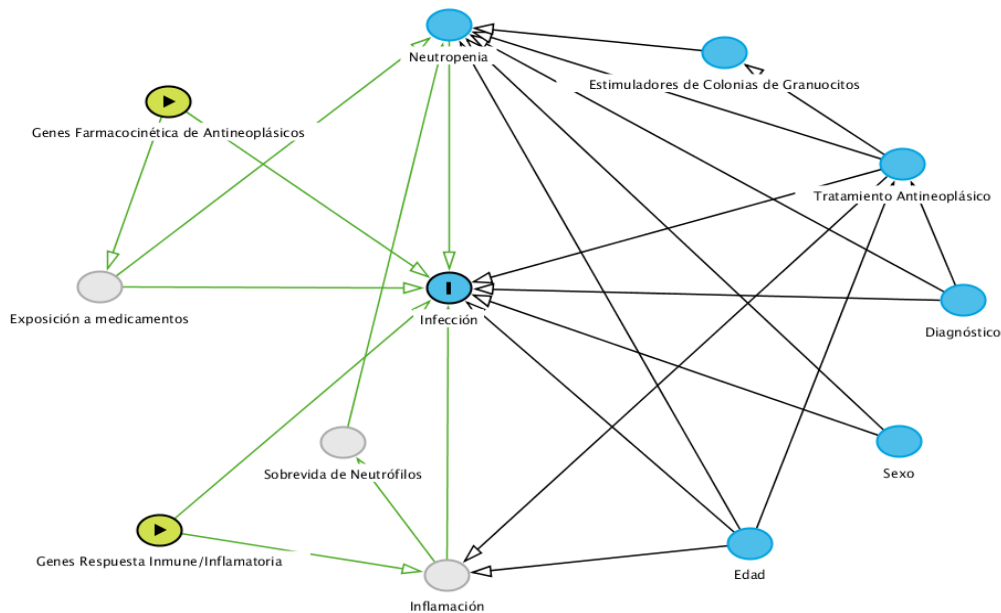 Neutropenia
Estimuladores de Colonias de Granuocitos
Genes Farmacocinética de Antineoplásicos
Tratamiento Antineoplásico
Exposición a medicamentos
Infección
Diagnóstico
Sobrevida de Neutrófilos
Sexo
Genes Respuesta Inmune/Inflamatoria
Edad
Inflamación